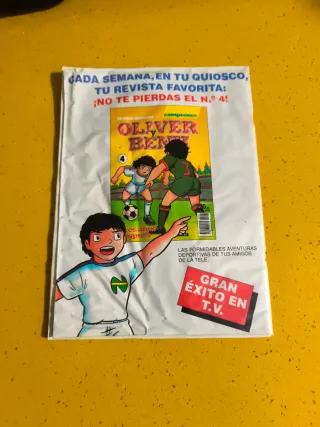 CADA SEMANA, EN TU QUIOSCO,
TU REVISTA FAVORITA:
¡NO TE PIERDAS EL N.º 4!
campeones
OLIVER
Y
BENJI
4
LAS FORMIDABLES AVENTURAS
DEPORTIVAS DE TUS AMIGOS
DE LA TELE.
GRAN
ÉXITO EN
T.V.